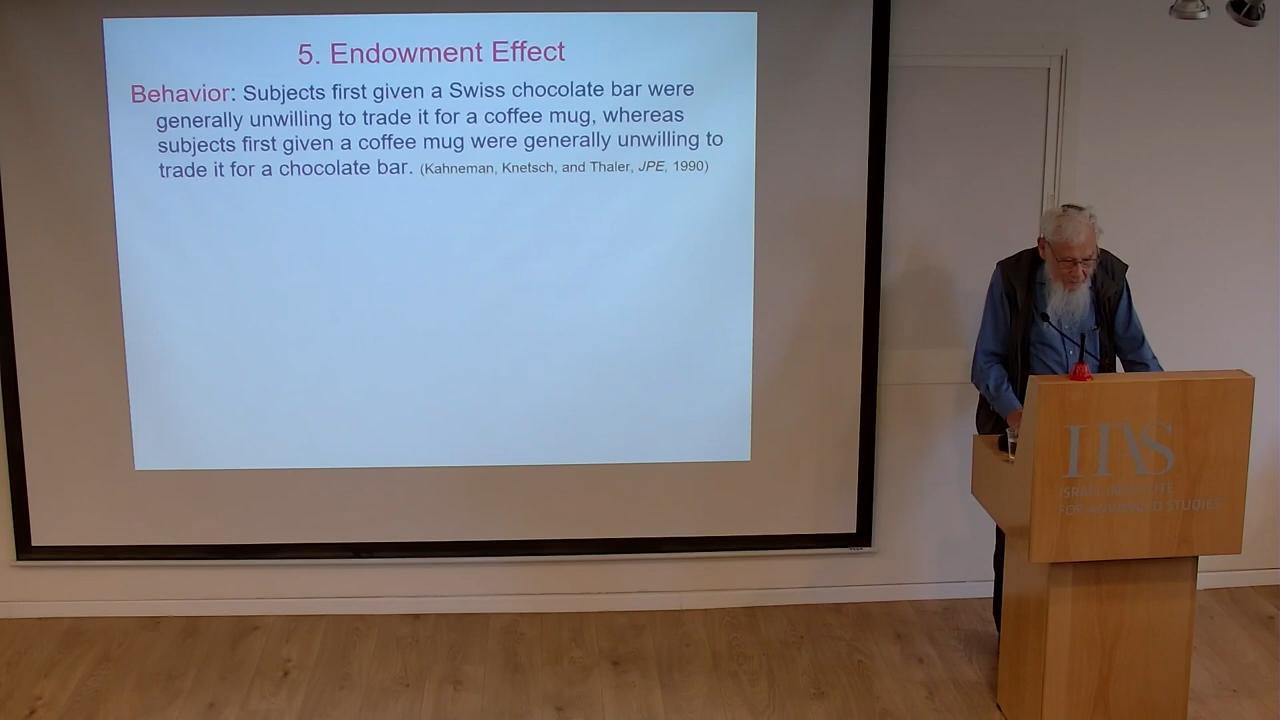 5. Endowment Effect
Behavior: Subjects first given a Swiss chocolate bar were
generally unwilling to trade it for a coffee mug, whereas
subjects first given a coffee mug were generally unwilling to
trade it for a chocolate bar. (Kahneman, Knetsch, and Thaler, JPE, 1990)
IIAS
ISRAEL INSTITUTE
FOR ADVANCED STUDIES